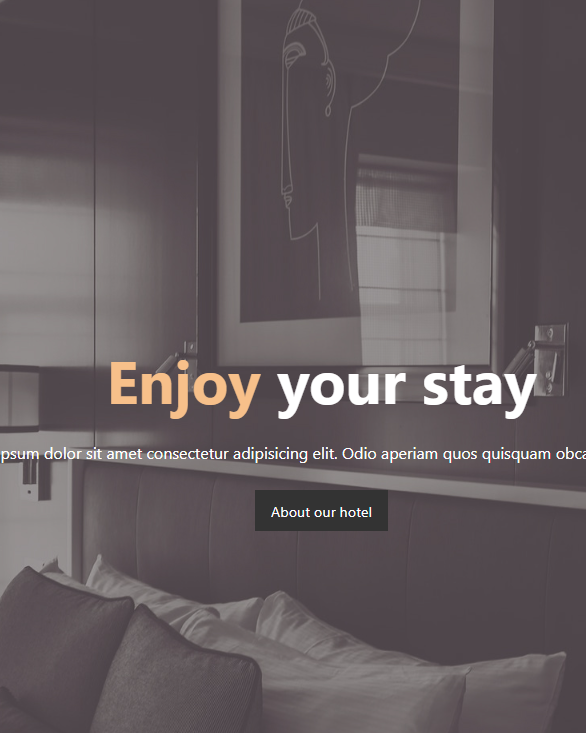 Enjoy your stay
psum dolor sit amet consectetur adipisicing elit. Odio aperiam quos quisquam obca
About our hotel